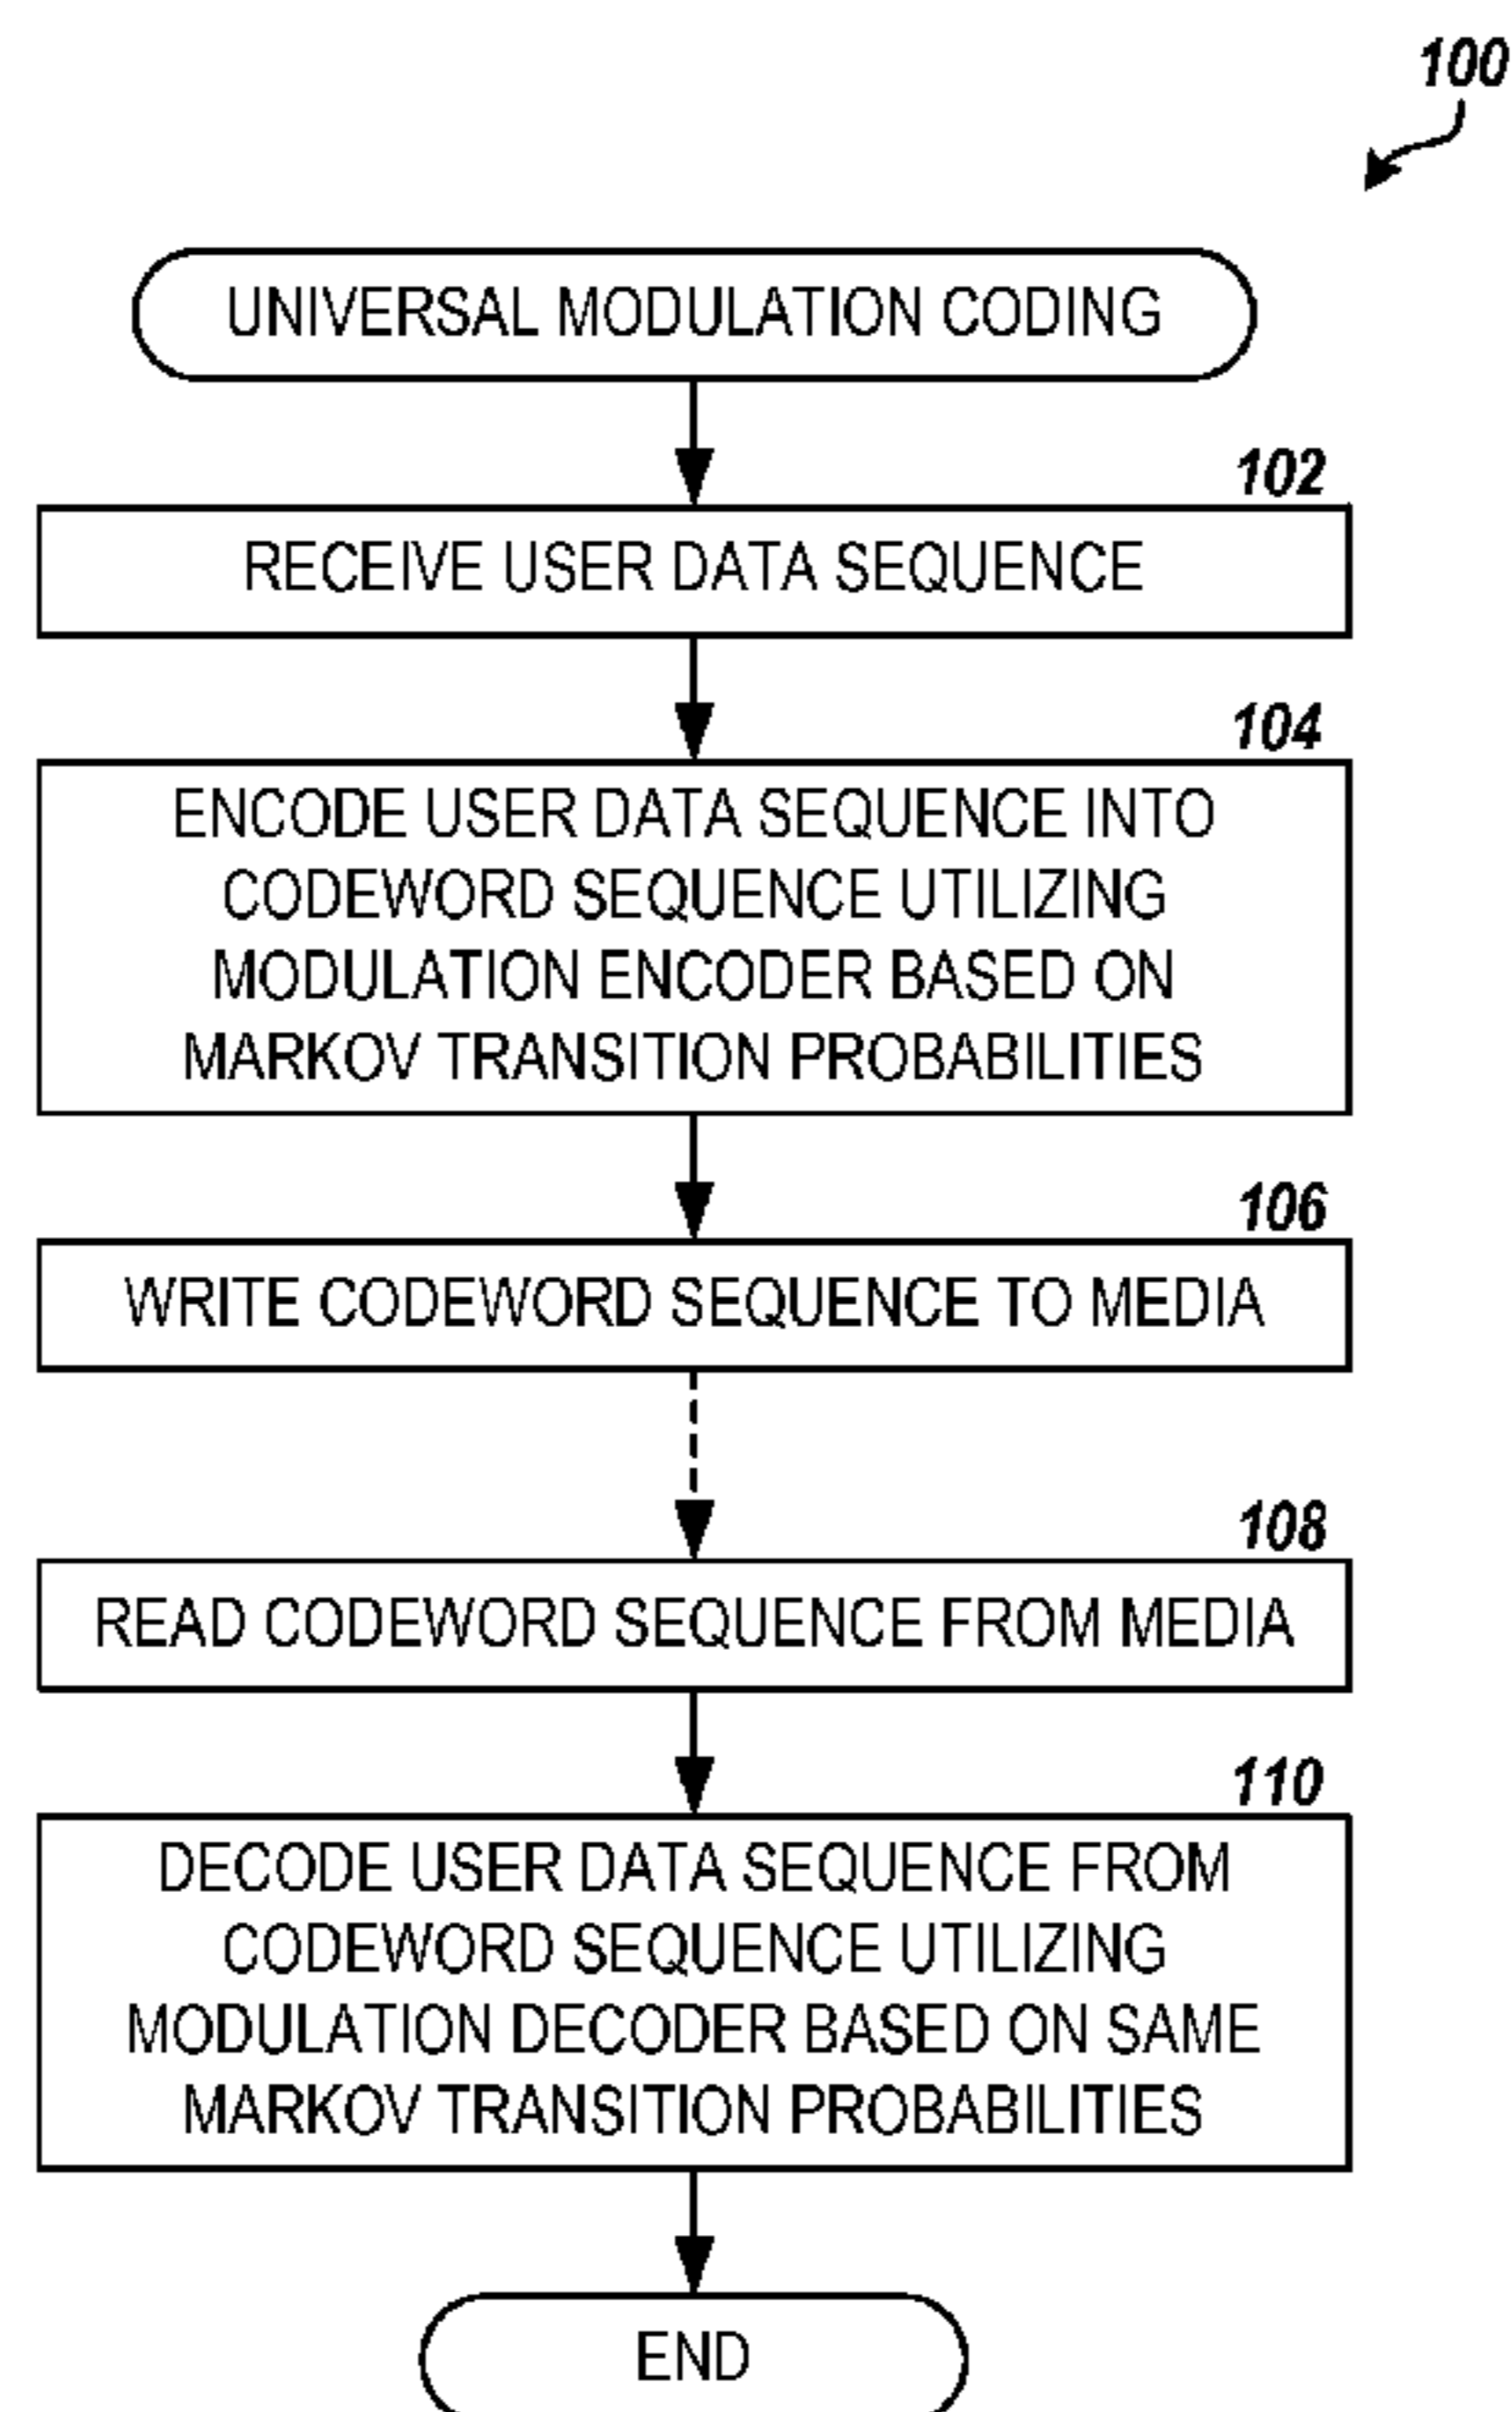 100
UNIVERSAL MODULATION CODING
102
RECEIVE USER DATA SEQUENCE
104
ENCODE USER DATA SEQUENCE INTO
CODEWORD SEQUENCE UTILIZING
MODULATION ENCODER BASED ON
MARKOV TRANSITION PROBABILITIES
106
WRITE CODEWORD SEQUENCE TO MEDIA
108
READ CODEWORD SEQUENCE FROM MEDIA
110
DECODE USER DATA SEQUENCE FROM
CODEWORD SEQUENCE UTILIZING
MODULATION DECODER BASED ON SAME
MARKOV TRANSITION PROBABILITIES
END